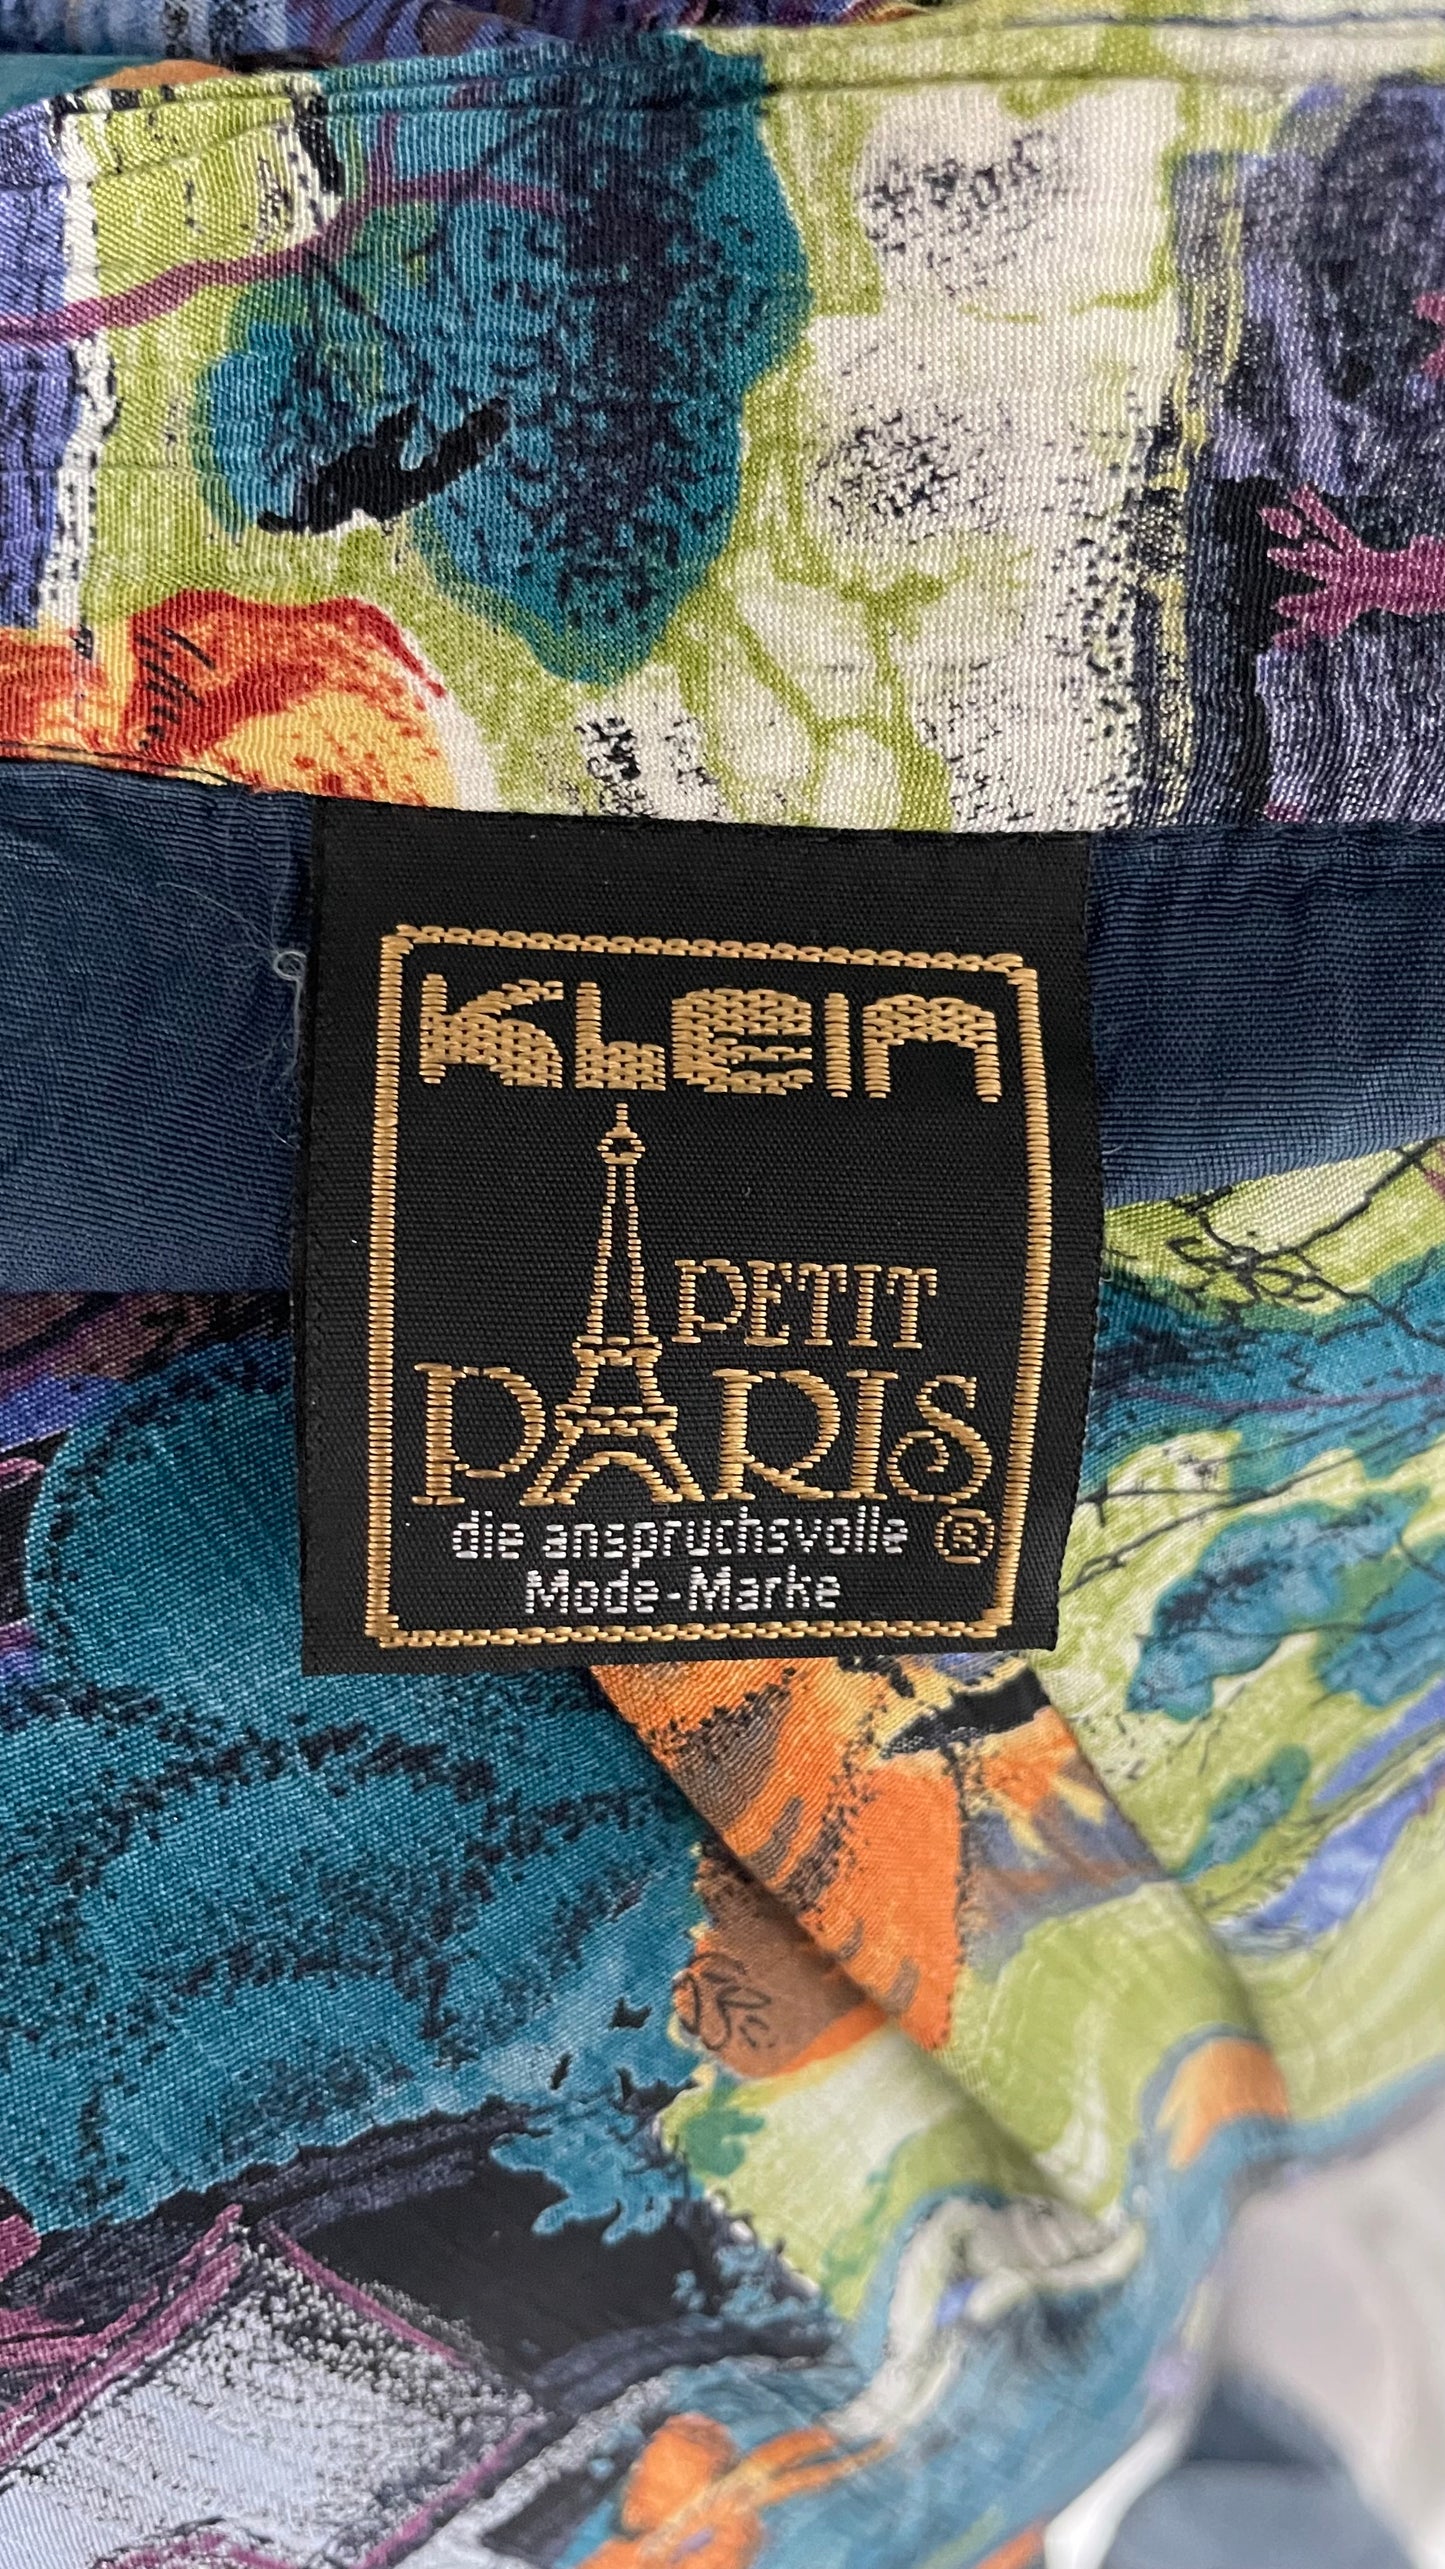 KLEIN
PETIT
PARIS
die anspruchsvolle ®
Mode-Marke